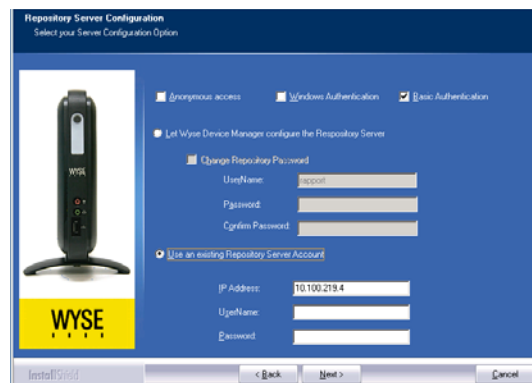 Repository Server Configuration
Select your Server Configuration Option
Anonymous access
Windows Authentication
Basic Authentication
Let Wyse Device Manager configure the Respository Server
Change Repository Password
UserName:
rapport
Password:
Confirm Password:
Use an existing Repository Server Account
IP Address:
10.100.219.4
UserName:
Password:
WYSE
WYSE
InstallShield
< Back
Next >
Cancel